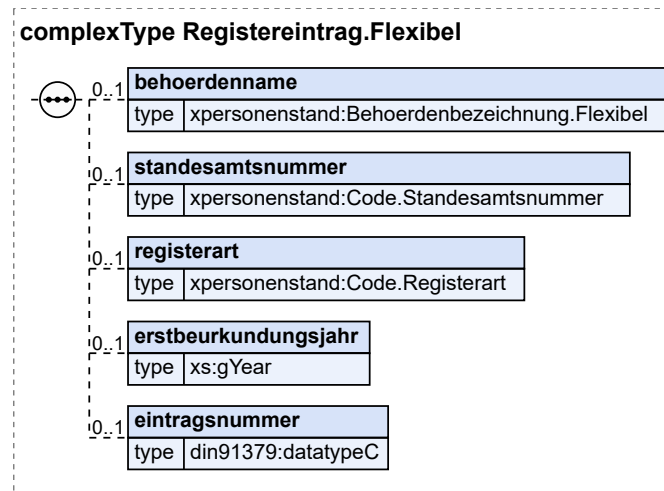 complexType Registereintrag.Flexibel
0..1 behoerdenname
type xpersonenstand:Behoerdenbezeichnung.Flexibel
0..1 standesamtsnummer
type xpersonenstand:Code.Standesamtsnummer
0..1 registerart
type xpersonenstand:Code.Registerart
0..1 erstbeurkundungsjahr
type xs:gYear
0..1 eintragsnummer
type din91379:datatypeC